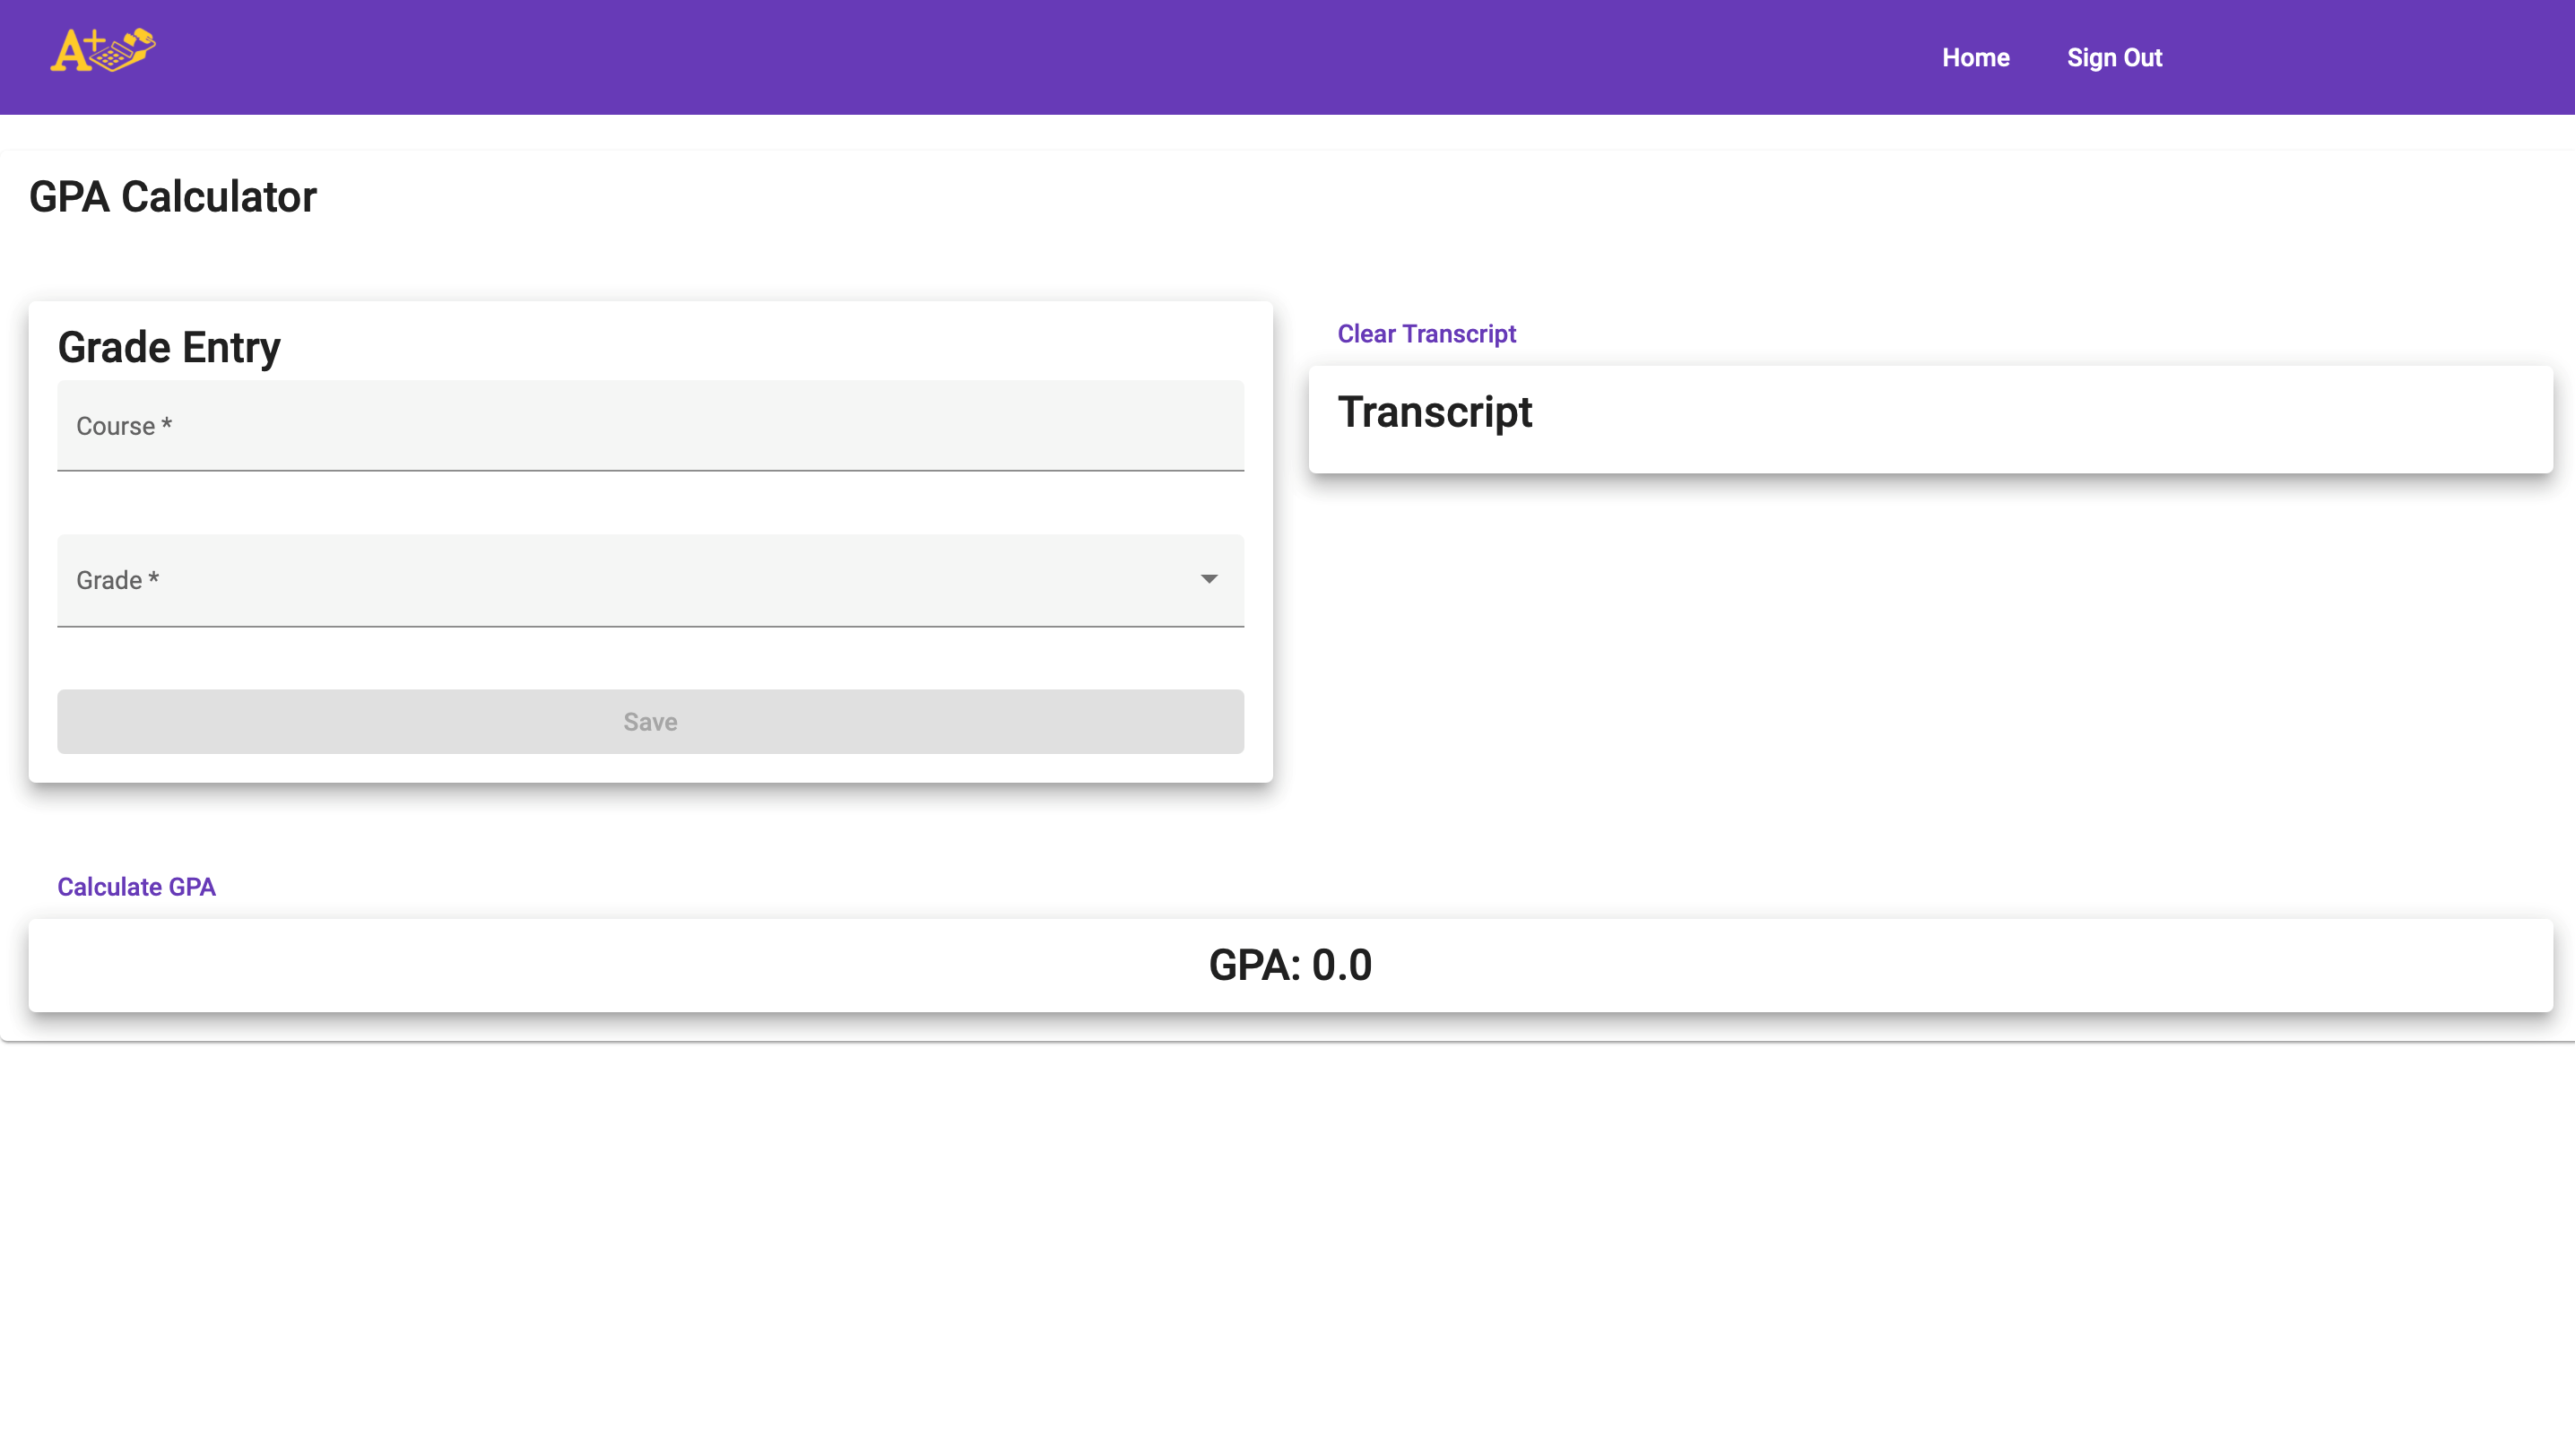 A+
Home Sign Out
GPA Calculator
Grade Entry
Course *
Grade *
Save
Clear Transcript
Transcript
Calculate GPA
GPA: 0.0